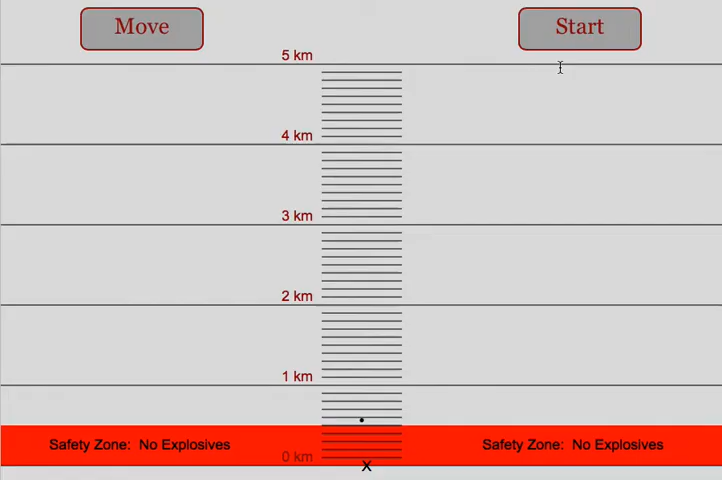 Move
Start
5 km
4 km
3 km
2 km
1 km
Safety Zone: No Explosives
Safety Zone: No Explosives
0 km
X